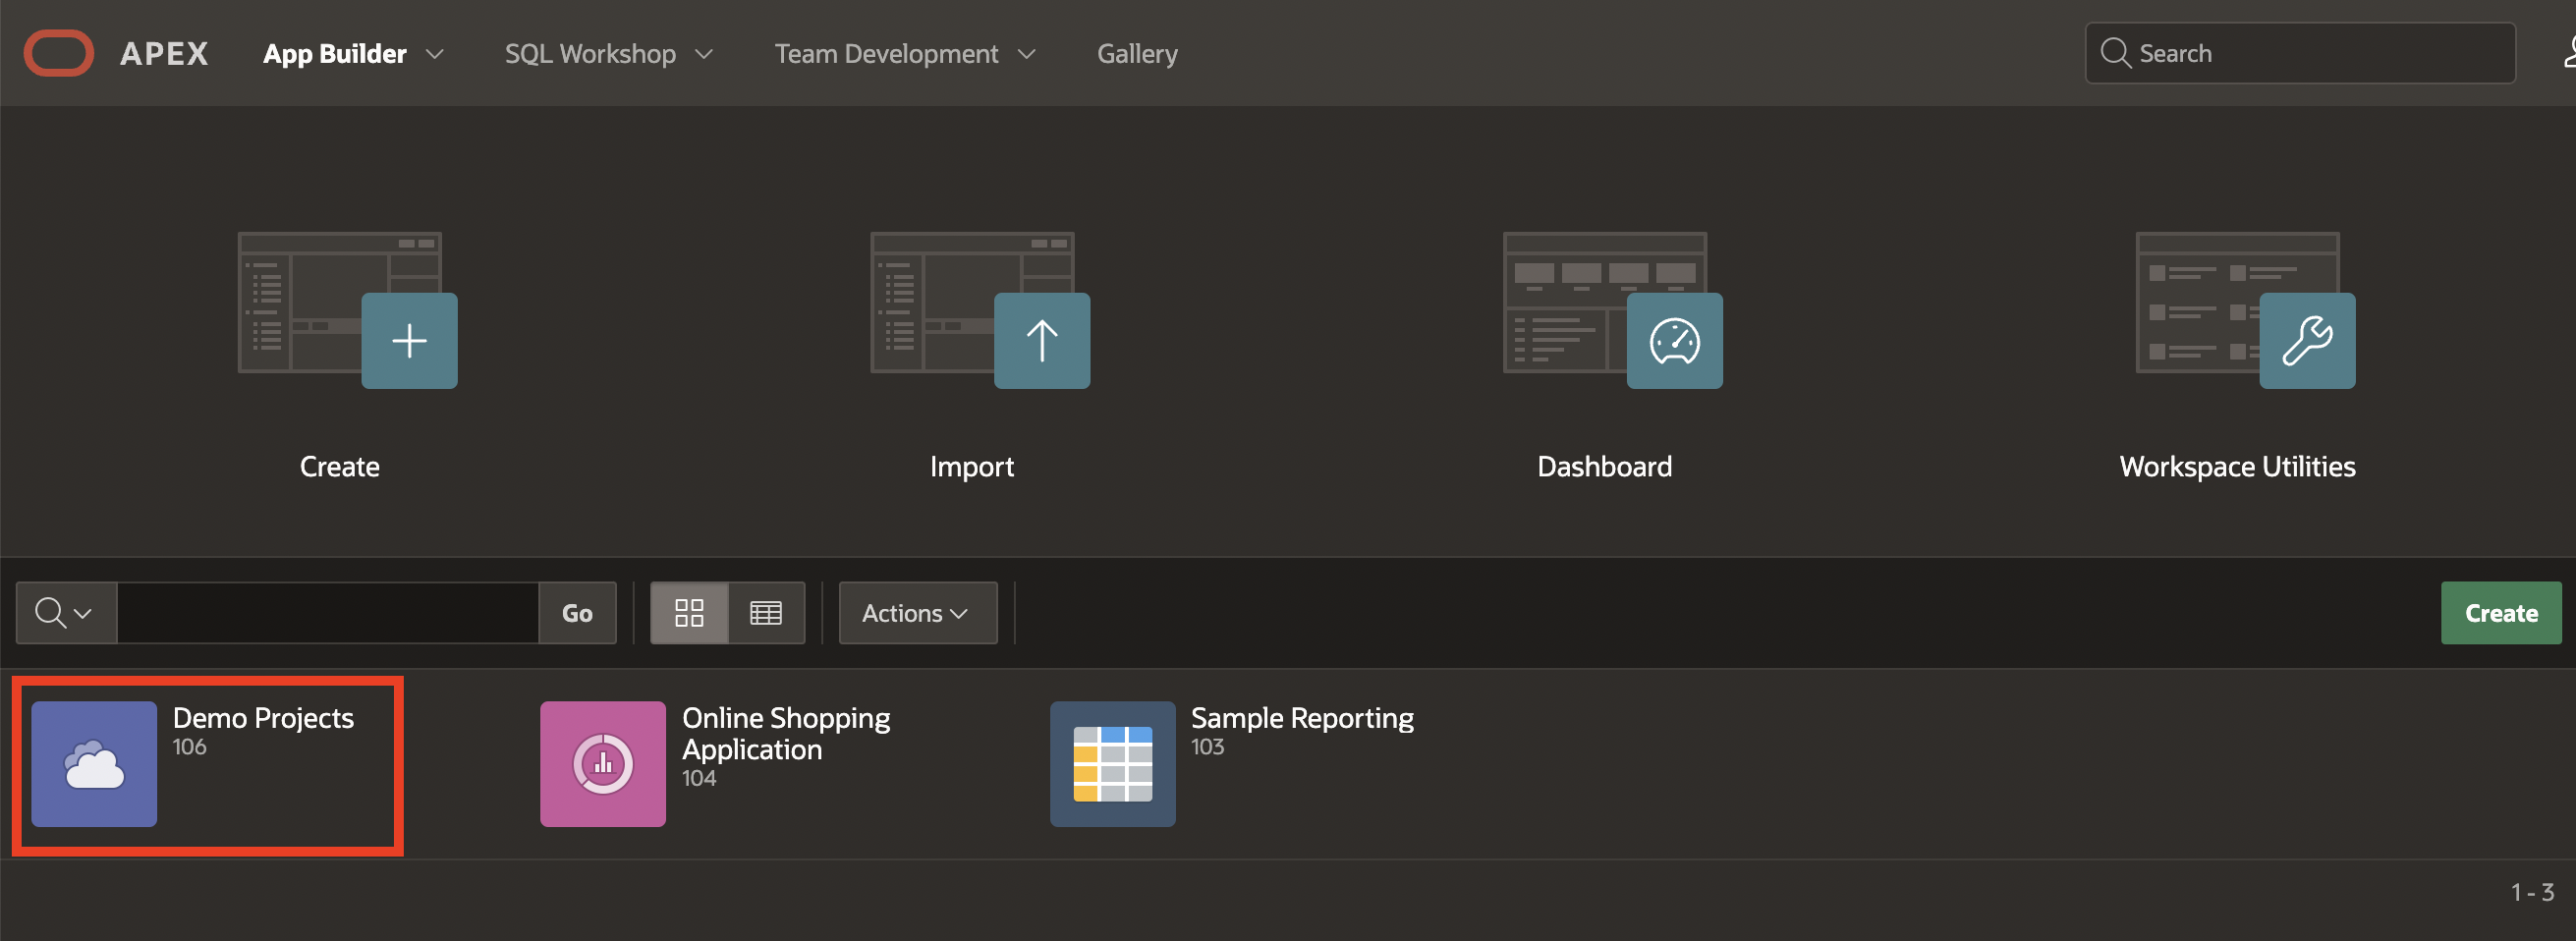 APEX App Builder SQL Workshop Team Development Gallery Search
Create Import Dashboard Workspace Utilities
Go Actions Create
Demo Projects
106
Online Shopping
Application
104
Sample Reporting
103
1 - 3